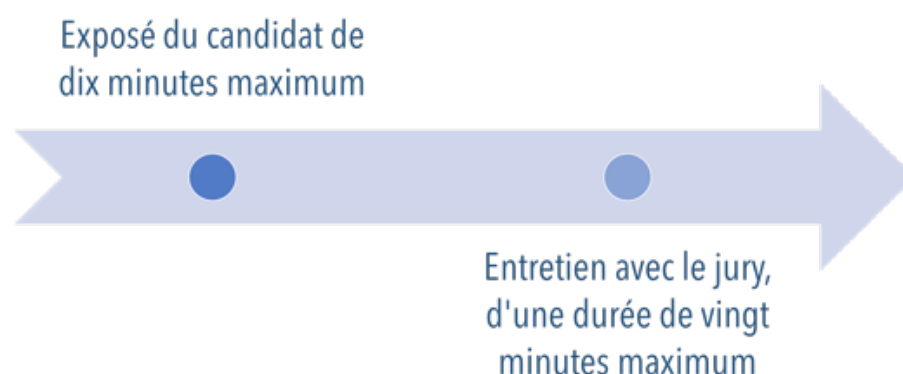 Exposé du candidat de
dix minutes maximum
Entretien avec le jury,
d'une durée de vingt
minutes maximum